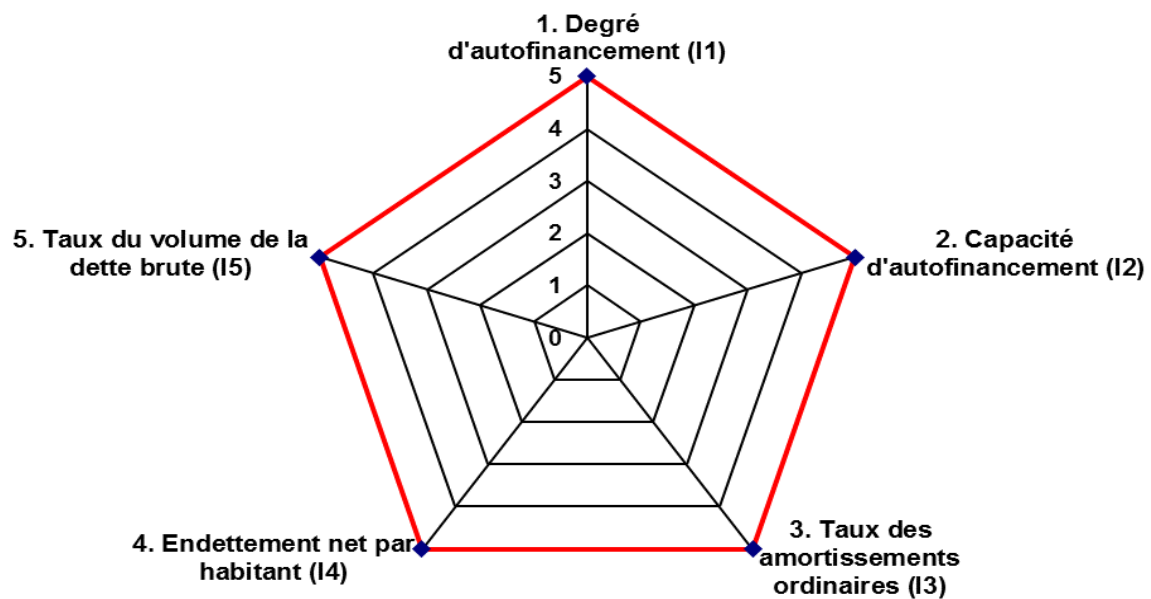 1. Degré
d'autofinancement (I1)
5
4
3
2
1
0
5. Taux du volume de la
dette brute (I5)
2. Capacité
d'autofinancement (I2)
4. Endettement net par
habitant (I4)
3. Taux des
amortissements
ordinaires (I3)